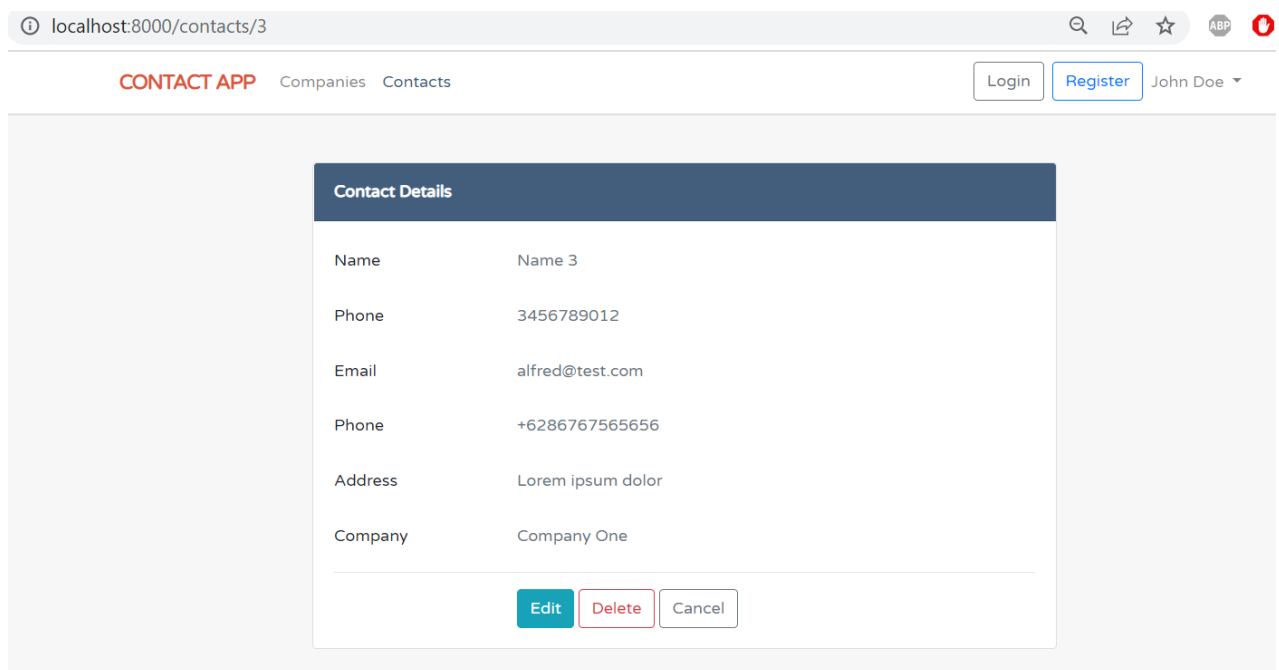 localhost:8000/contacts/3
ABP
CONTACT APP Companies Contacts Login Register John Doe
Contact Details
Name Name 3
Phone 3456789012
Email alfred@test.com
Phone +6286767565656
Address Lorem ipsum dolor
Company Company One
Edit Delete Cancel